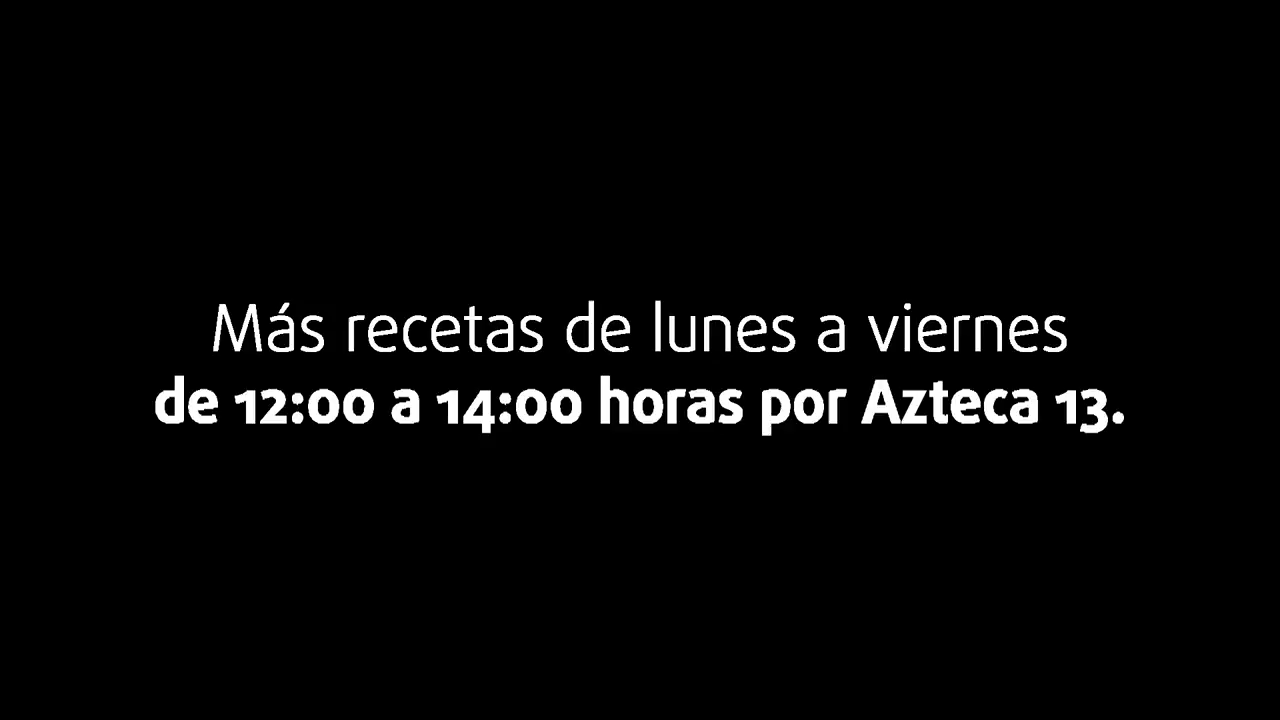 Más recetas de lunes a viernes
de 12:00 a 14:00 horas por Azteca 13.